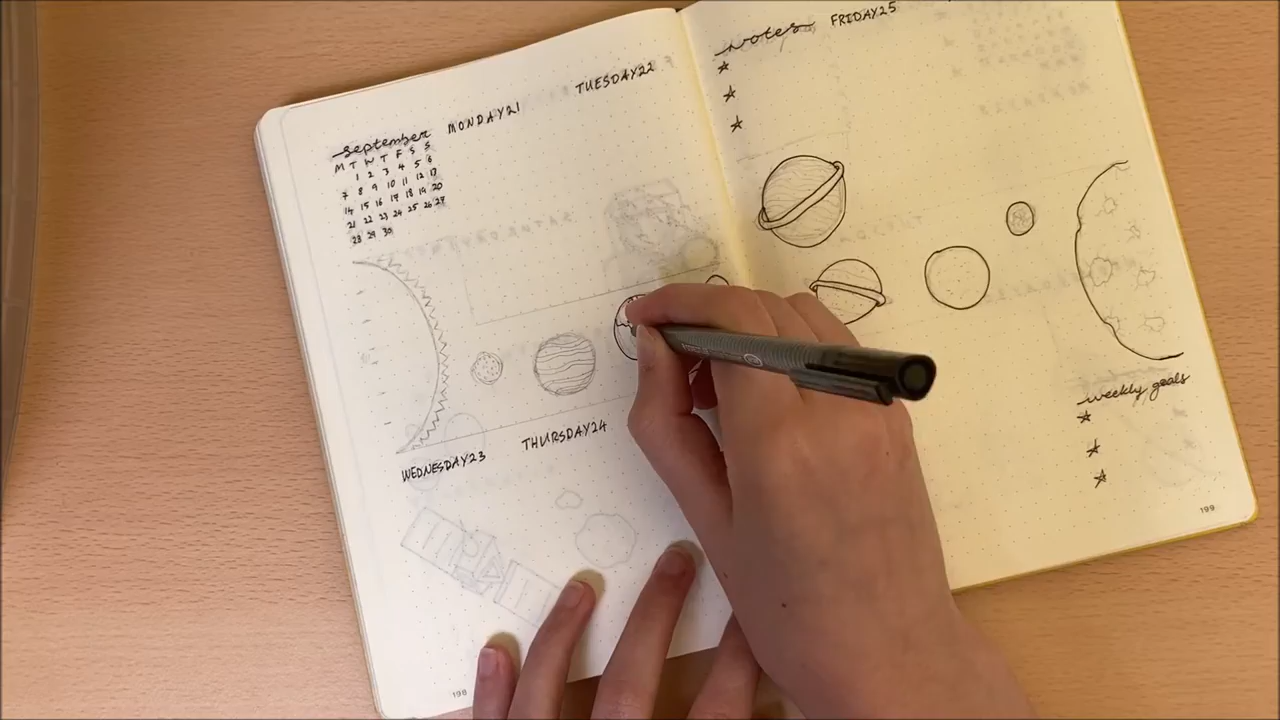 September
M T W T F S S
1 2 3 4 5 6
7 8 9 10 11 12 13
14 15 16 17 18 19 20
21 22 23 24 25 26 27
28 29 30
MONDAY21
TUESDAY22
WEDNESDAY23
THURSDAY24
198
notes
FRIDAY25
weekly goals
199